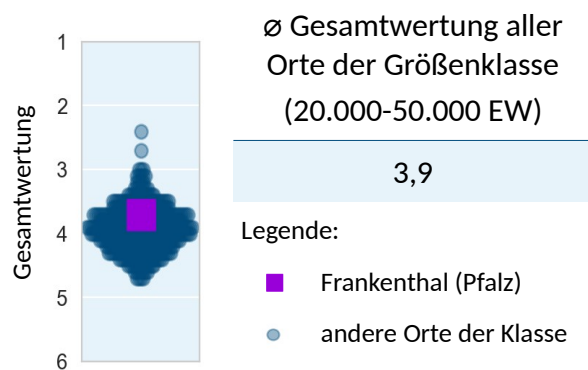 Gesamtwertung
1
2
3
4
5
6
⌀ Gesamtwertung aller
Orte der Größenklasse
(20.000-50.000 EW)
3,9
Legende:
Frankenthal (Pfalz)
andere Orte der Klasse